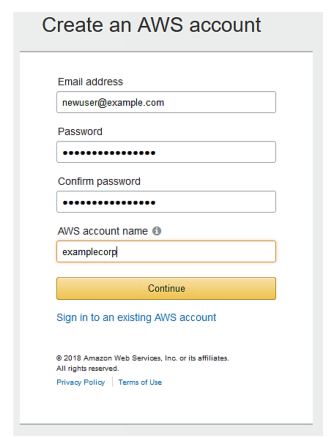 Create an AWS account
Email address
newuser@example.com
Password
••••••••••••••••
Confirm password
••••••••••••••••
AWS account name
examplecorp
Continue
Sign in to an existing AWS account
© 2018 Amazon Web Services, Inc. or its affiliates.
All rights reserved.
Privacy Policy | Terms of Use